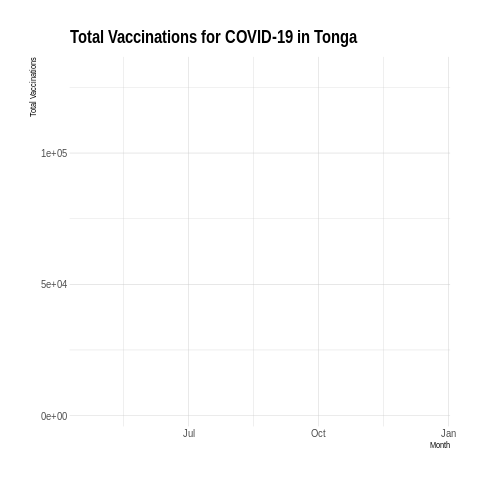 Total Vaccinations for COVID-19 in Tonga
Total Vaccinations
1e+05
5e+04
0e+00
Jul Oct Jan
Month